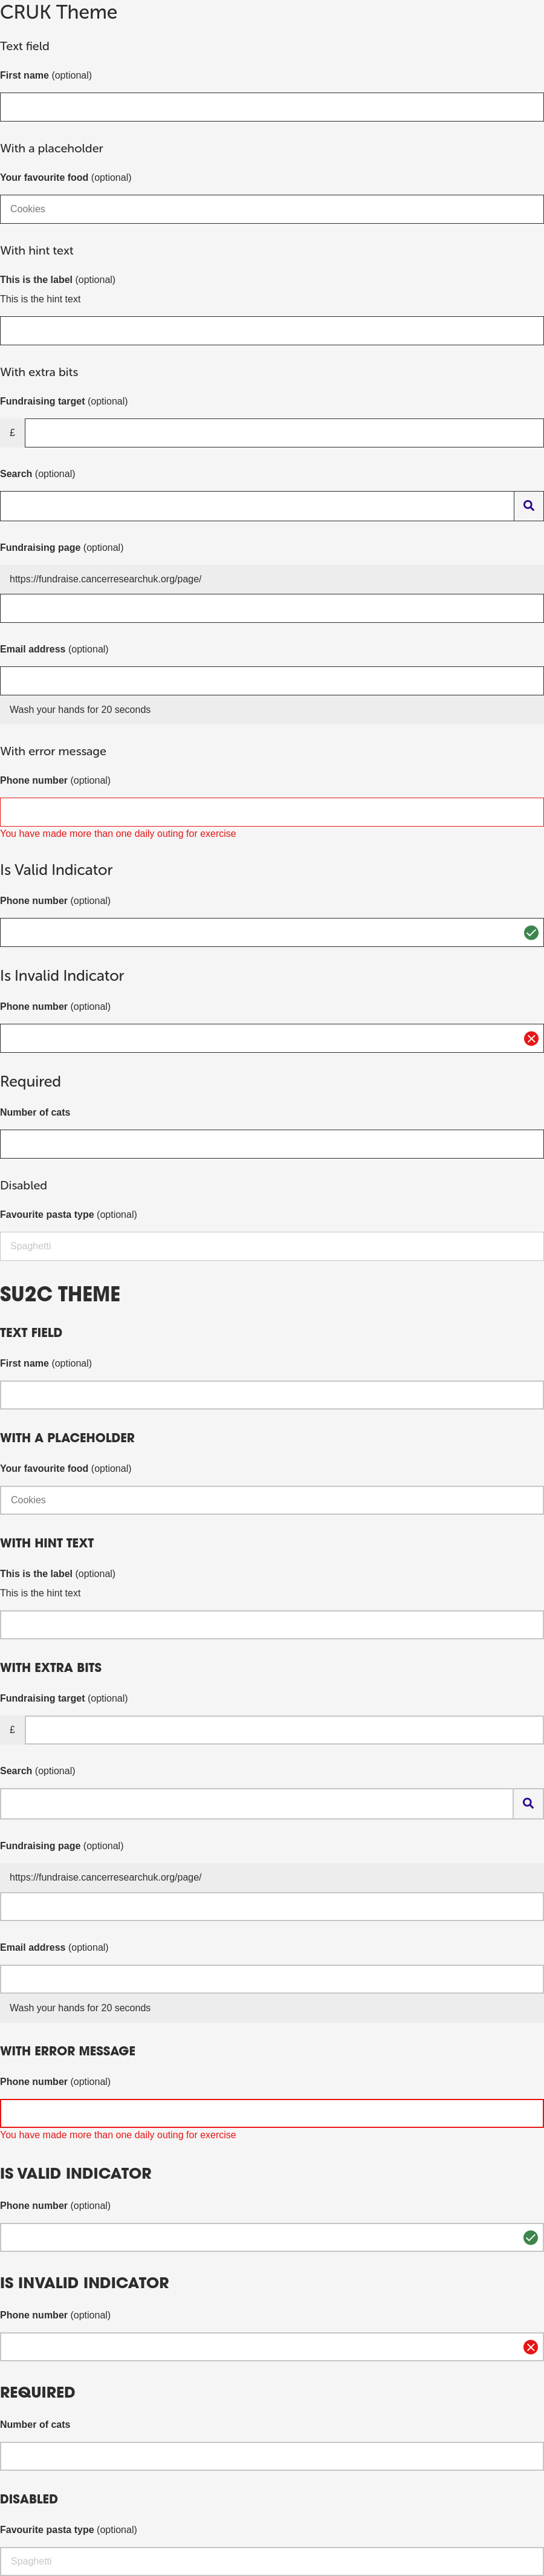 CRUK Theme
Text field
First name (optional)
With a placeholder
Your favourite food (optional)
Cookies
With hint text
This is the label (optional)
This is the hint text
With extra bits
Fundraising target (optional)
£
Search (optional)
Fundraising page (optional)
https://fundraise.cancerresearchuk.org/page/
Email address (optional)
Wash your hands for 20 seconds
With error message
Phone number (optional)
You have made more than one daily outing for exercise
Is Valid Indicator
Phone number (optional)
Is Invalid Indicator
Phone number (optional)
Required
Number of cats
Disabled
Favourite pasta type (optional)
Spaghetti
SU2C THEME
TEXT FIELD
First name (optional)
WITH A PLACEHOLDER
Your favourite food (optional)
Cookies
WITH HINT TEXT
This is the label (optional)
This is the hint text
WITH EXTRA BITS
Fundraising target (optional)
£
Search (optional)
Fundraising page (optional)
https://fundraise.cancerresearchuk.org/page/
Email address (optional)
Wash your hands for 20 seconds
WITH ERROR MESSAGE
Phone number (optional)
You have made more than one daily outing for exercise
IS VALID INDICATOR
Phone number (optional)
IS INVALID INDICATOR
Phone number (optional)
REQUIRED
Number of cats
DISABLED
Favourite pasta type (optional)
Spaghetti